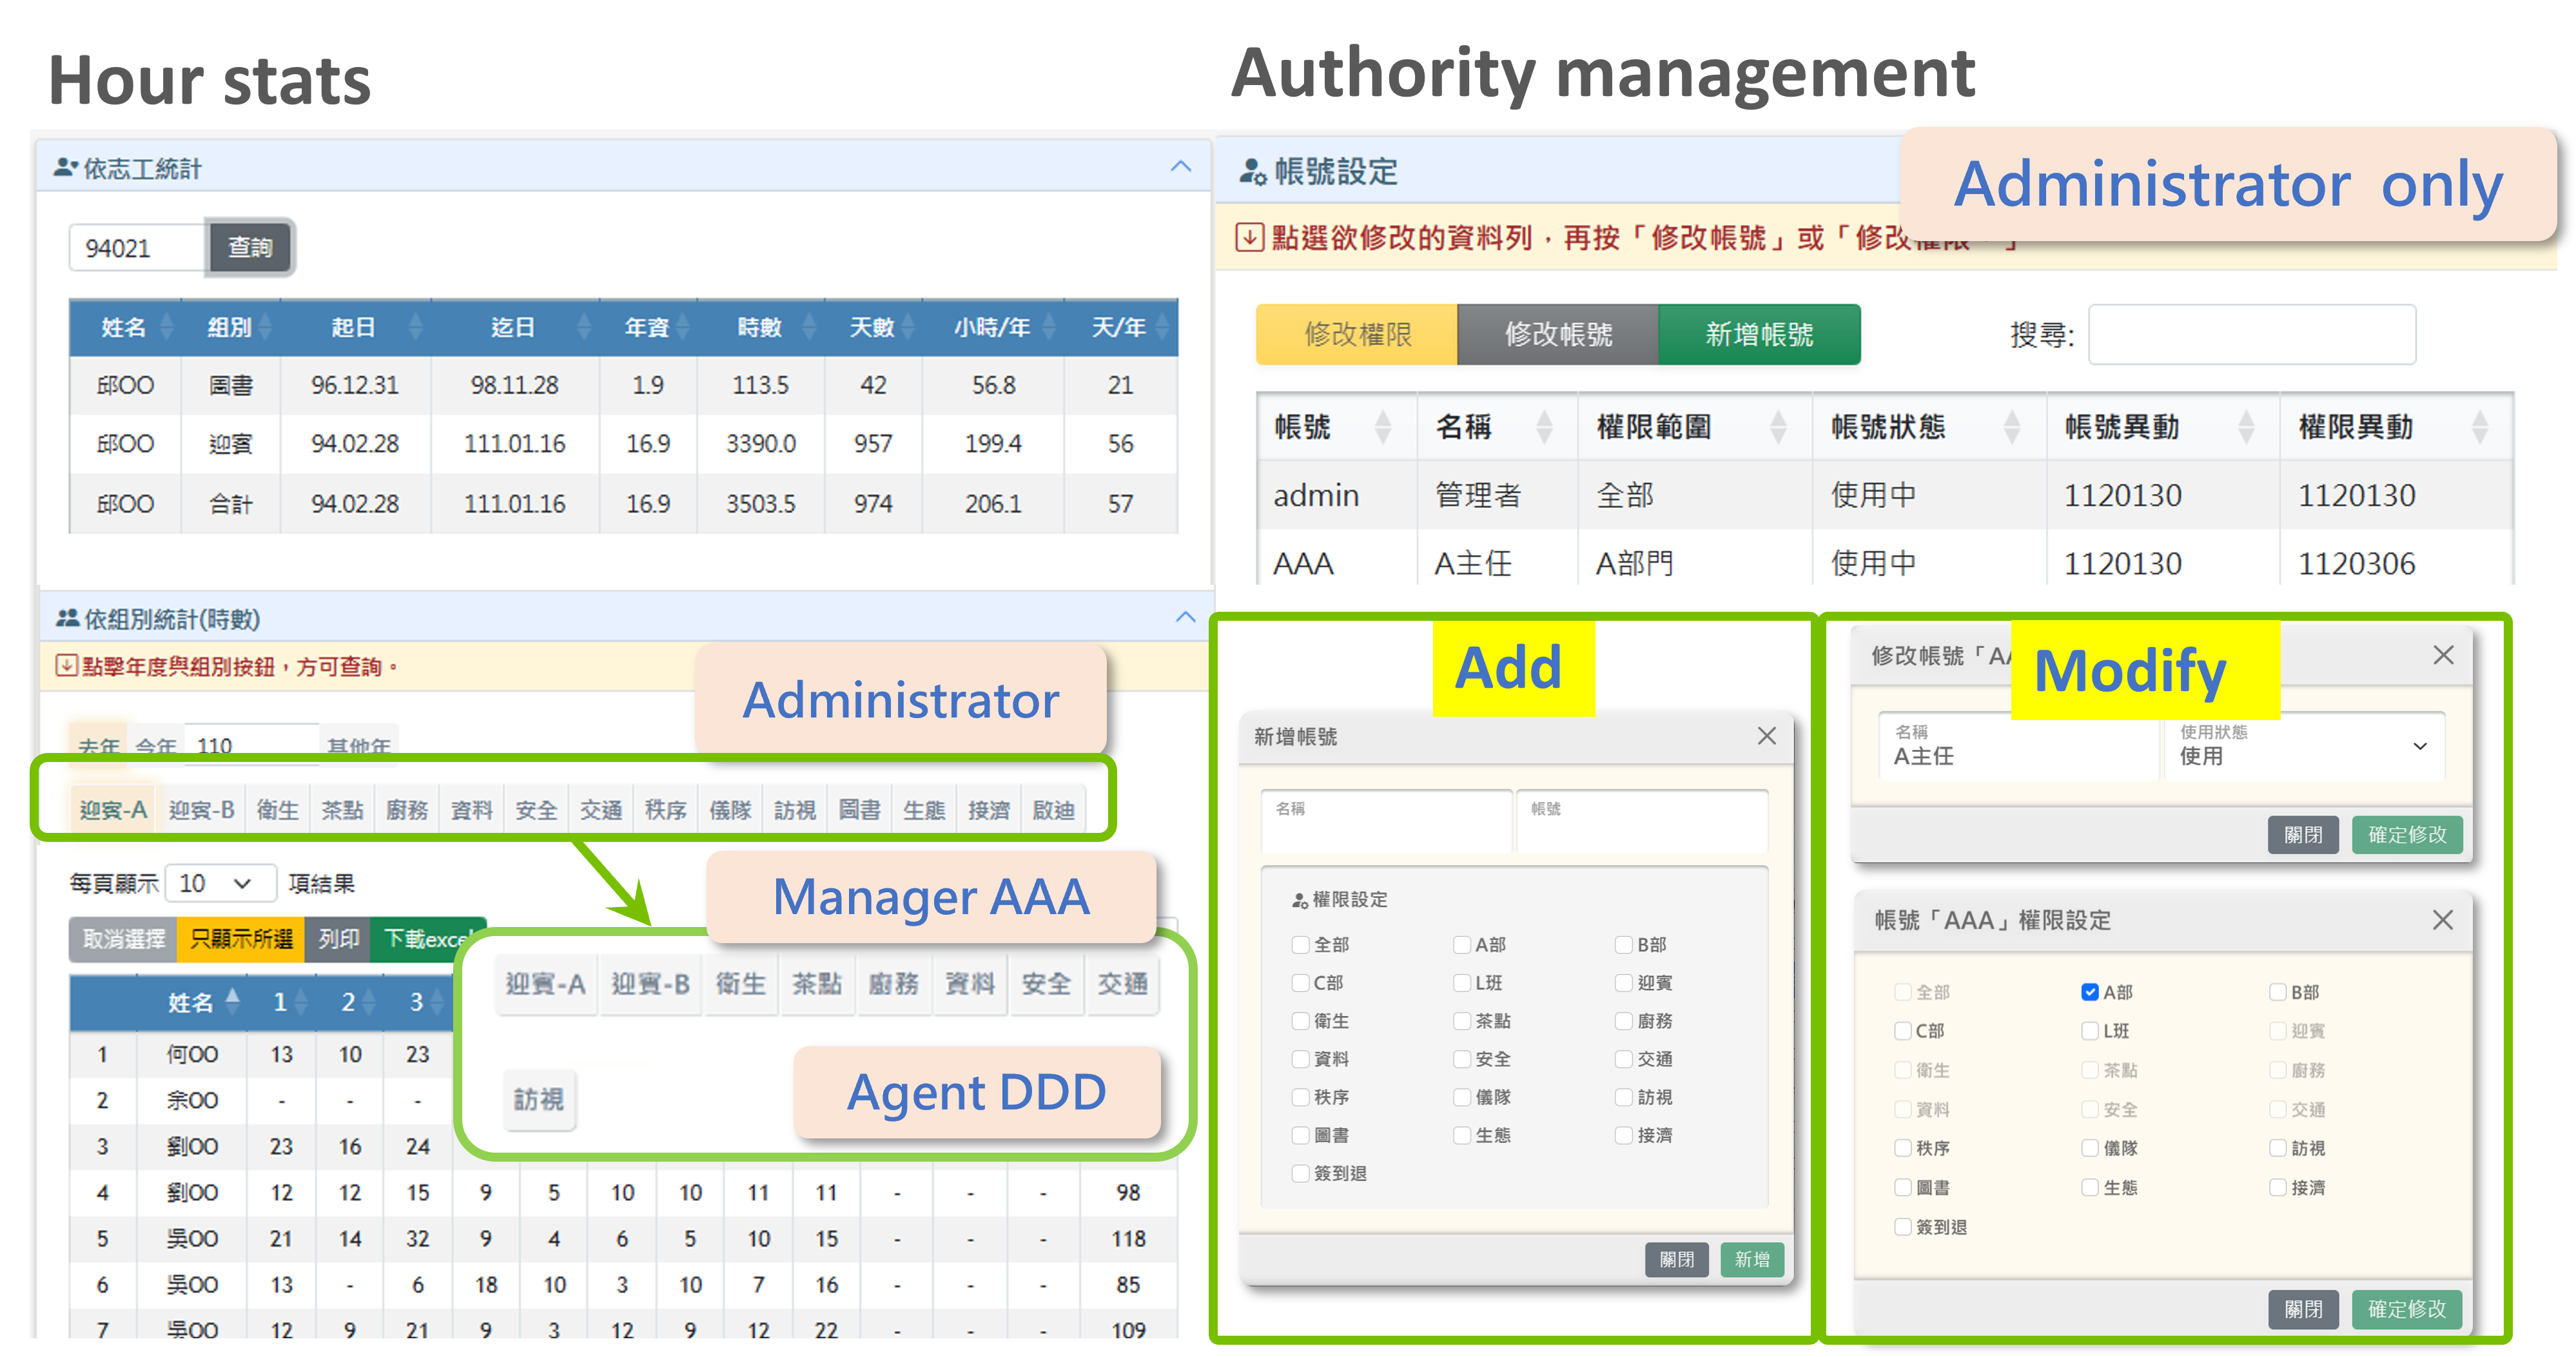 Hour stats
依志工統計
94021 查詢
姓名 組別 起日 迄日 年資 時數 天數 小時/年 天/年
邱OO 圖書 96.12.31 98.11.28 1.9 113.5 42 56.8 21
邱OO 迎賓 94.02.28 111.01.16 16.9 3390.0 957 199.4 56
邱OO 合計 94.02.28 111.01.16 16.9 3503.5 974 206.1 57
依組別統計(時數)
點擊年度與組別按鈕，方可查詢。
Administrator
去年 今年 110 其他年
迎賓-A 迎賓-B 衛生 茶點 廚務 資料 安全 交通 秩序 儀隊 訪視 圖書 生態 接濟 啟迪
每頁顯示 10 項結果
Manager AAA
取消選擇 只顯示所選 列印 下載excel
迎賓-A 迎賓-B 衛生 茶點 廚務 資料 安全 交通
訪視
Agent DDD
姓名 1 2 3
1 何OO 13 10 23
2 余OO - - -
3 劉OO 23 16 24
4 劉OO 12 12 15 9 5 10 10 11 11 - - - 98
5 吳OO 21 14 32 9 4 6 5 10 15 - - - 118
6 吳OO 13 - 6 18 10 3 10 7 16 - - - 85
7 吳OO 12 9 21 9 3 12 9 12 22 - - - 109
Authority management
帳號設定
Administrator only
點選欲修改的資料列，再按「修改帳號」或「修改權限」
修改權限 修改帳號 新增帳號 搜尋:
帳號 名稱 權限範圍 帳號狀態 帳號異動 權限異動
admin 管理者 全部 使用中 1120130 1120130
AAA A主任 A部門 使用中 1120130 1120306
Add
新增帳號
名稱 帳號
權限設定
全部 A部 B部
C部 L班 迎賓
衛生 茶點 廚務
資料 安全 交通
秩序 儀隊 訪視
圖書 生態 接濟
簽到退
關閉 新增
Modify
修改帳號「AA
名稱 使用狀態
A主任 使用
關閉 確定修改
帳號「AAA」權限設定
全部 A部 B部
C部 L班 迎賓
衛生 茶點 廚務
資料 安全 交通
秩序 儀隊 訪視
圖書 生態 接濟
簽到退
關閉 確定修改